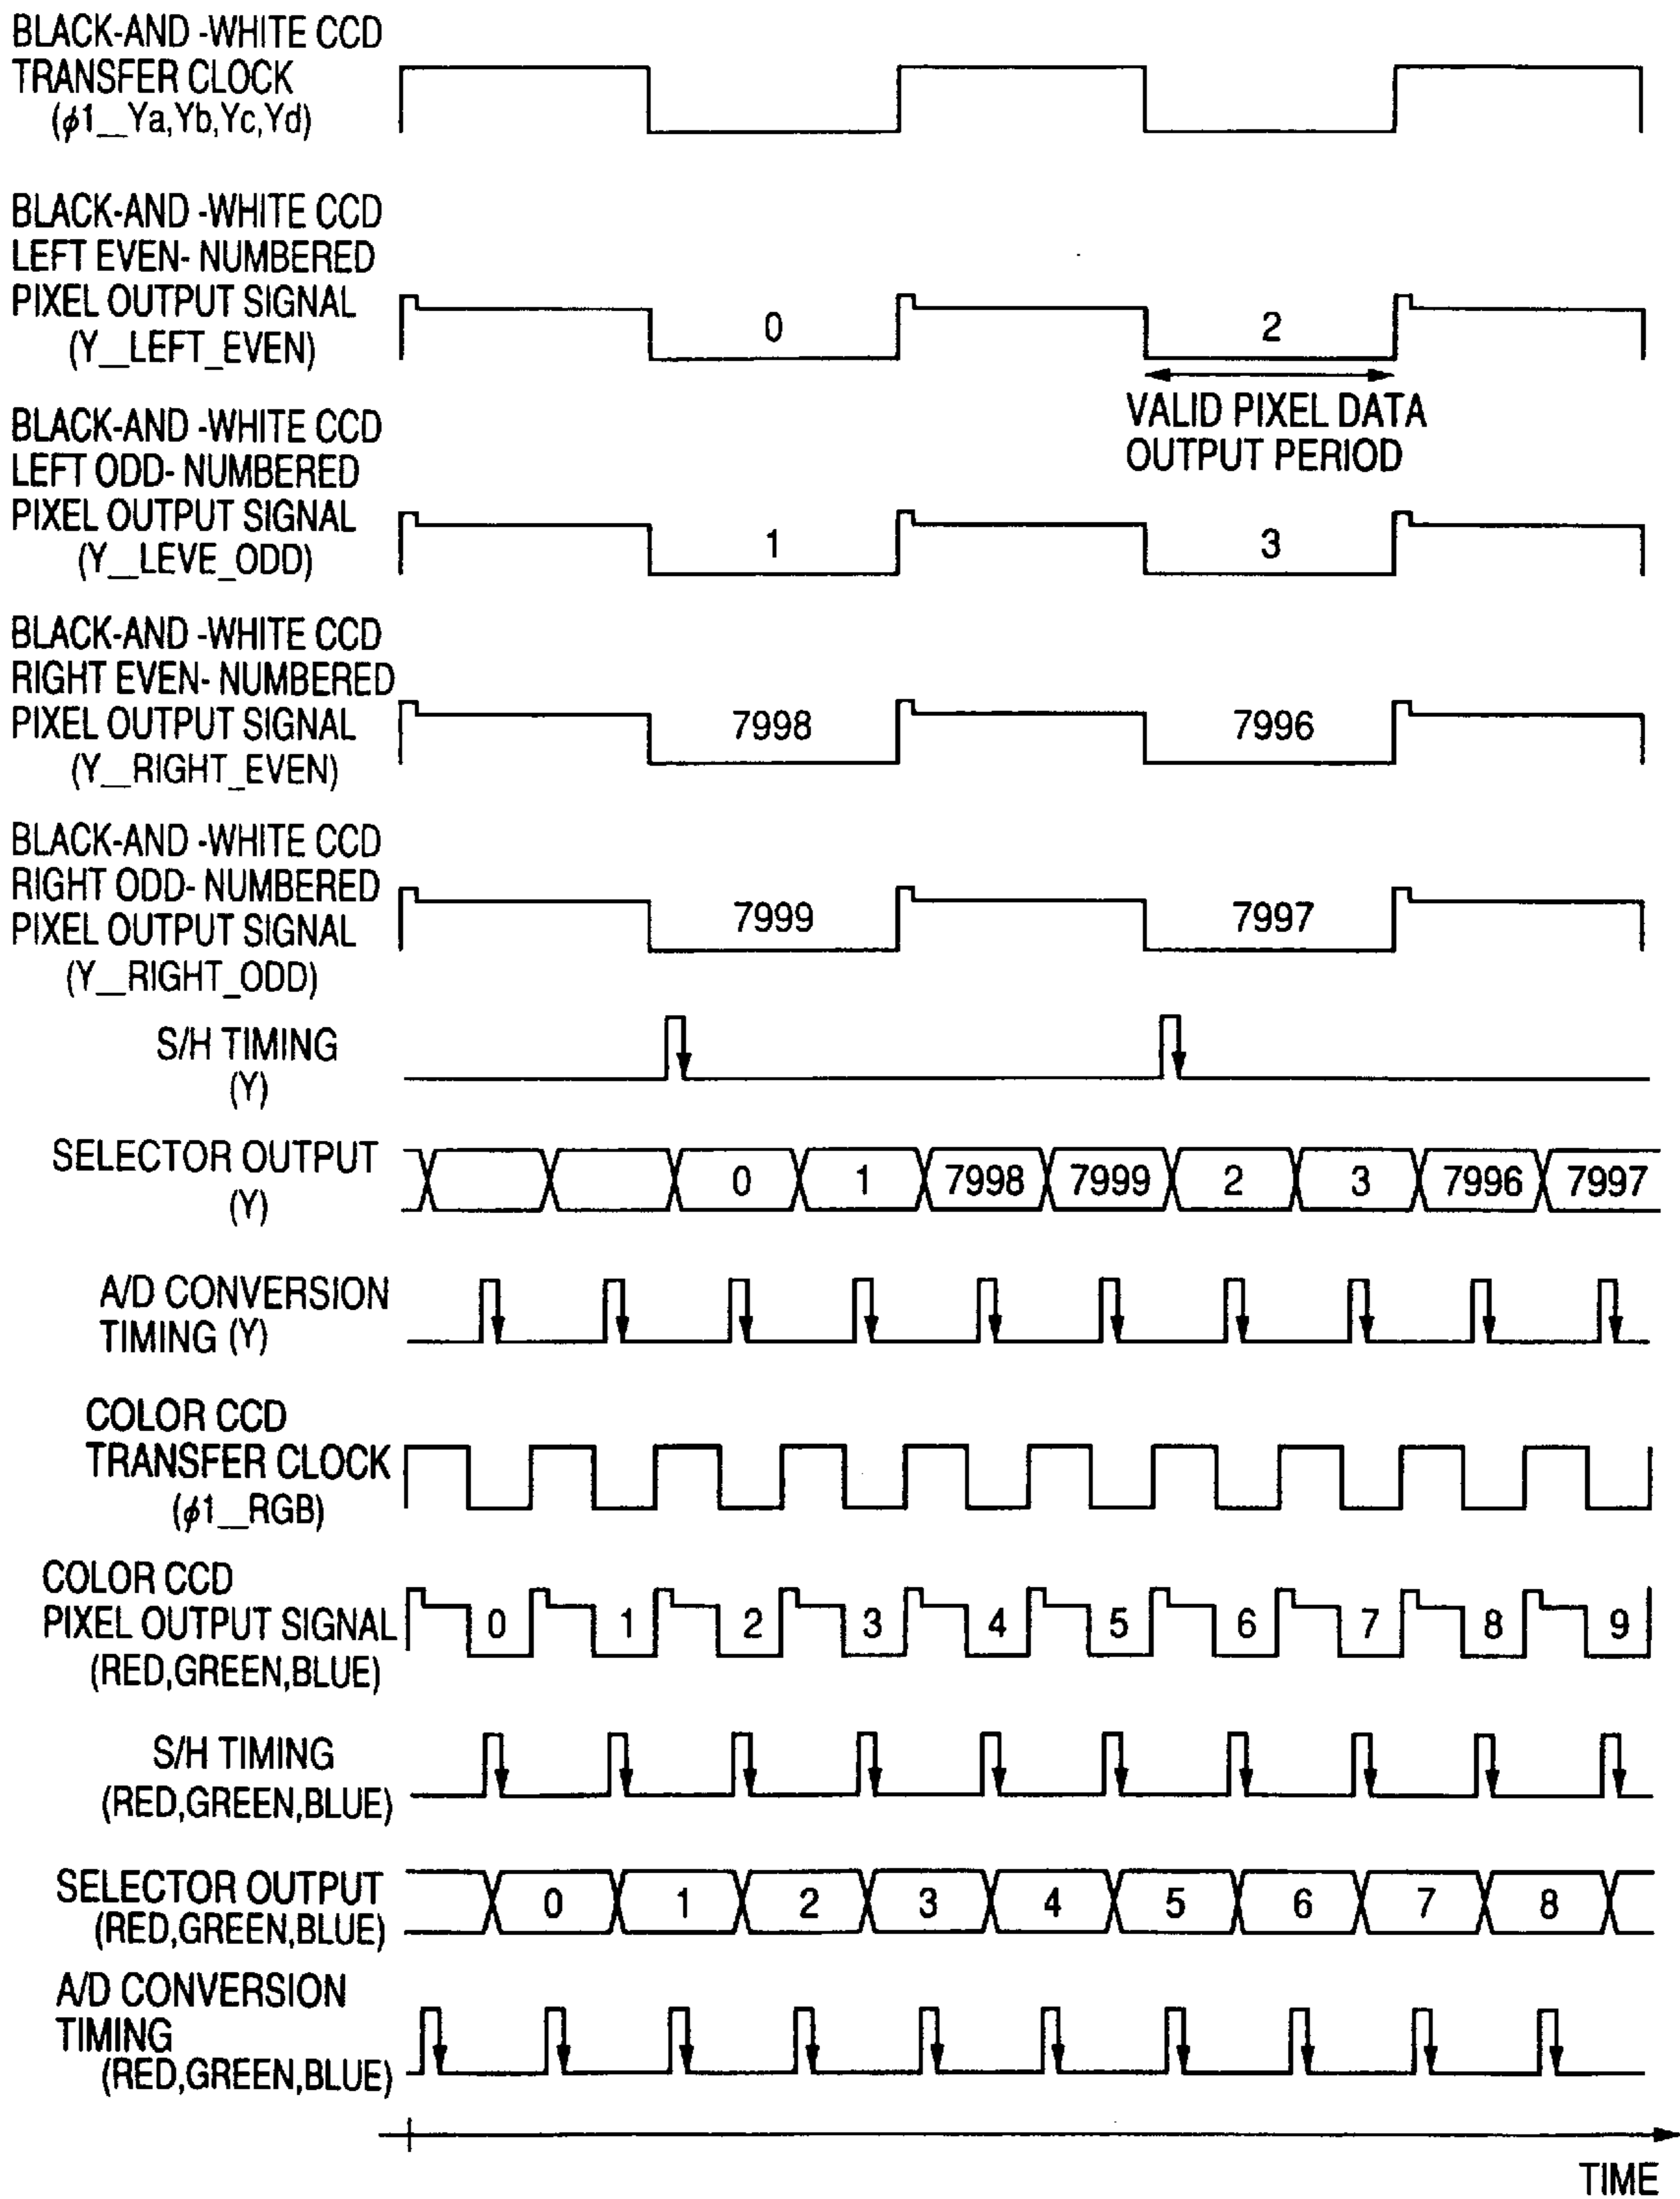 BLACK-AND -WHITE CCD
TRANSFER CLOCK
(ϕ1__Ya,Yb,Yc,Yd)
BLACK-AND -WHITE CCD
LEFT EVEN- NUMBERED
PIXEL OUTPUT SIGNAL
(Y__LEFT_EVEN)
0 2
VALID PIXEL DATA
OUTPUT PERIOD
BLACK-AND -WHITE CCD
LEFT ODD- NUMBERED
PIXEL OUTPUT SIGNAL
(Y__LEVE_ODD)
1 3
BLACK-AND -WHITE CCD
RIGHT EVEN- NUMBERED
PIXEL OUTPUT SIGNAL
(Y__RIGHT_EVEN)
7998 7996
BLACK-AND -WHITE CCD
RIGHT ODD- NUMBERED
PIXEL OUTPUT SIGNAL
(Y__RIGHT_ODD)
7999 7997
S/H TIMING
(Y)
SELECTOR OUTPUT
(Y)
0 1 7998 7999 2 3 7996 7997
A/D CONVERSION
TIMING (Y)
COLOR CCD
TRANSFER CLOCK
(ϕ1__RGB)
COLOR CCD
PIXEL OUTPUT SIGNAL
(RED,GREEN,BLUE)
0 1 2 3 4 5 6 7 8 9
S/H TIMING
(RED,GREEN,BLUE)
SELECTOR OUTPUT
(RED,GREEN,BLUE)
0 1 2 3 4 5 6 7 8
A/D CONVERSION
TIMING
(RED,GREEN,BLUE)
TIME